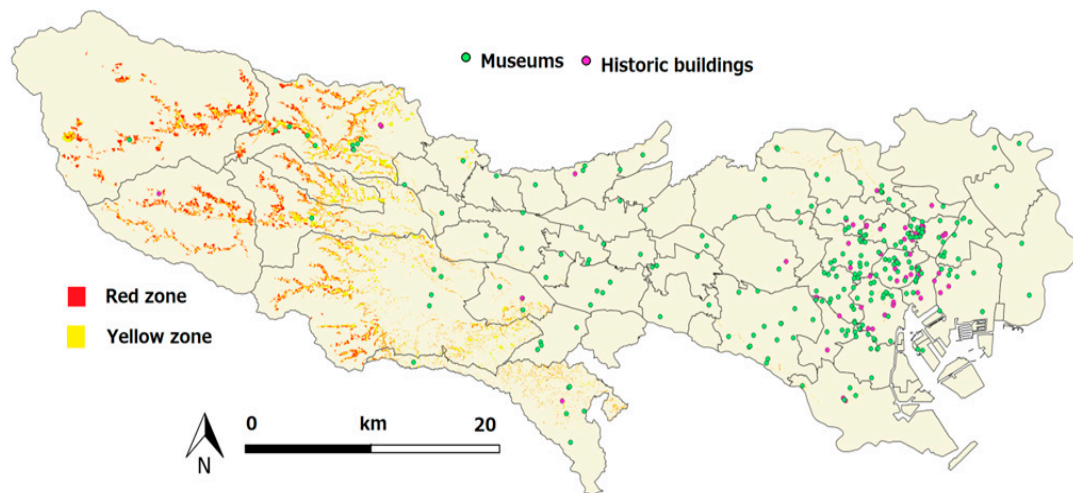 Museums
Historic buildings
Red zone
Yellow zone
0 km 20
N